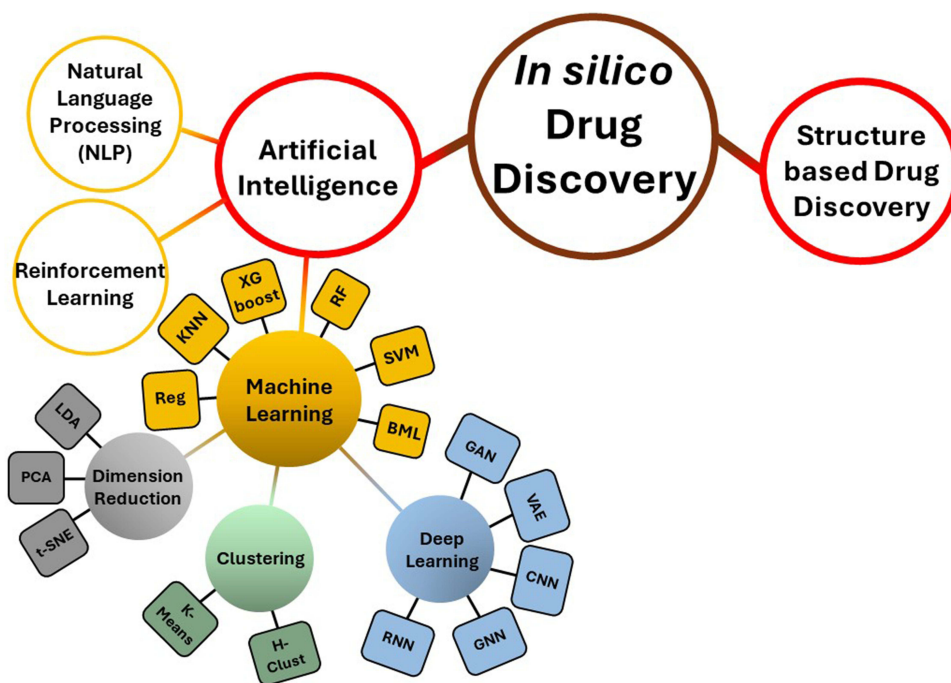 In silico
Drug
Discovery
Natural
Language
Processing
(NLP)
Artificial
Intelligence
Structure
based Drug
Discovery
Reinforcement
Learning
XG
boost
RF
KNN
SVM
Reg
Machine
Learning
BML
LDA
PCA
t-SNE
Dimension
Reduction
Clustering
K-
Means
H-
Clust
Deep
Learning
GAN
VAE
CNN
GNN
RNN